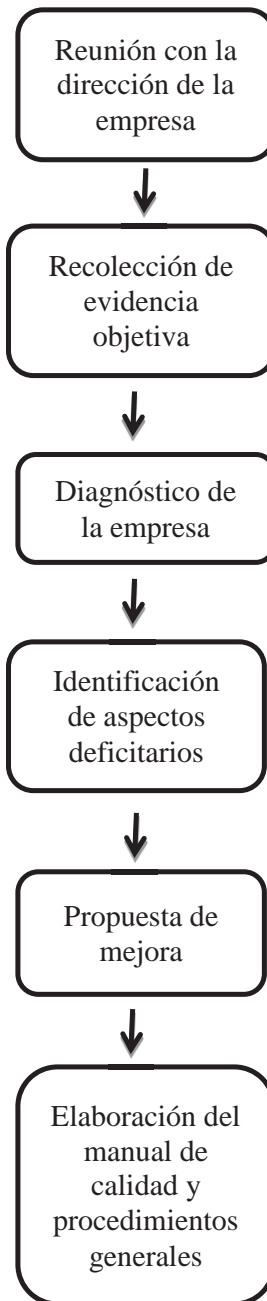 Reunión con la
dirección de la
empresa
Recolección de
evidencia
objetiva
Diagnóstico de
la empresa
Identificación
de aspectos
deficitarios
Propuesta de
mejora
Elaboración del
manual de
calidad y
procedimientos
generales